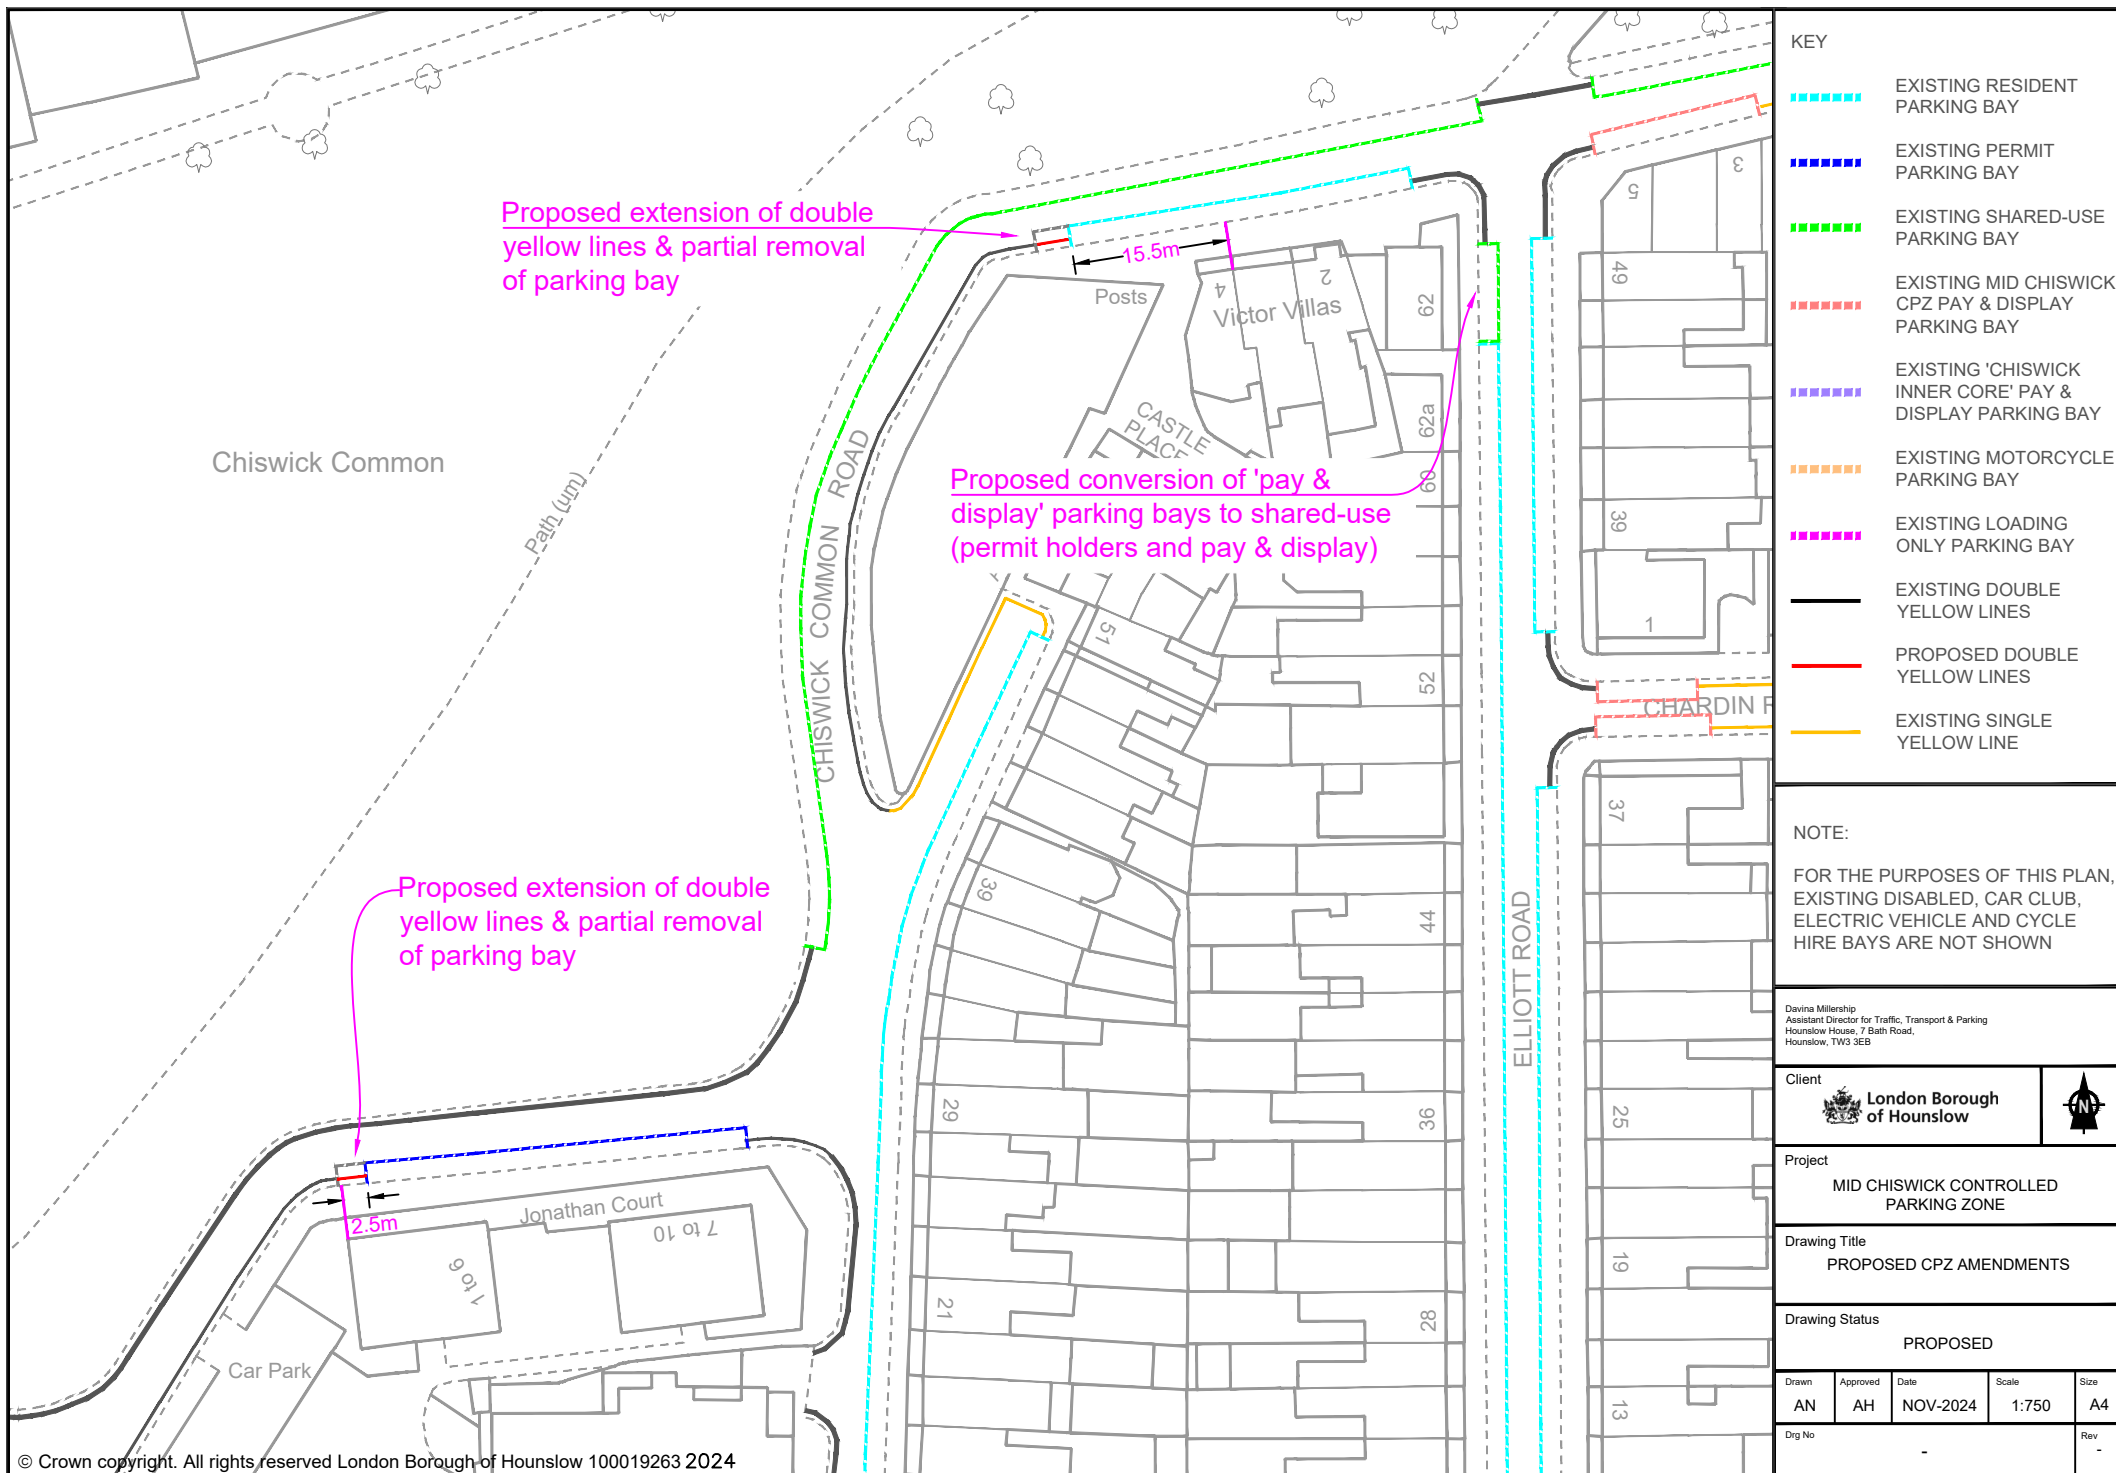 Proposed extension of double
yellow lines & partial removal
of parking bay
15.5m
Posts
4
2
Victor Villas
62
62a
60
5
3
49
39
1
CASTLE
PLACE
Chiswick Common
Path (um)
CHISWICK COMMON ROAD
Proposed conversion of 'pay &
display' parking bays to shared-use
(permit holders and pay & display)
51
52
CHARDIN R
37
39
44
ELLIOTT ROAD
Proposed extension of double
yellow lines & partial removal
of parking bay
29
36
25
2.5m
Jonathan Court
1 to 6
7 to 10
21
28
19
13
Car Park
© Crown copyright. All rights reserved London Borough of Hounslow 100019263 2024
KEY
EXISTING RESIDENT
PARKING BAY
EXISTING PERMIT
PARKING BAY
EXISTING SHARED-USE
PARKING BAY
EXISTING MID CHISWICK
CPZ PAY & DISPLAY
PARKING BAY
EXISTING 'CHISWICK
INNER CORE' PAY &
DISPLAY PARKING BAY
EXISTING MOTORCYCLE
PARKING BAY
EXISTING LOADING
ONLY PARKING BAY
EXISTING DOUBLE
YELLOW LINES
PROPOSED DOUBLE
YELLOW LINES
EXISTING SINGLE
YELLOW LINE
NOTE:
FOR THE PURPOSES OF THIS PLAN,
EXISTING DISABLED, CAR CLUB,
ELECTRIC VEHICLE AND CYCLE
HIRE BAYS ARE NOT SHOWN
Davina Millership
Assistant Director for Traffic, Transport & Parking
Hounslow House, 7 Bath Road,
Hounslow, TW3 3EB
Client
London Borough
of Hounslow
N
Project
MID CHISWICK CONTROLLED
PARKING ZONE
Drawing Title
PROPOSED CPZ AMENDMENTS
Drawing Status
PROPOSED
Drawn Approved Date Scale Size
AN AH NOV-2024 1:750 A4
Drg No Rev
- -